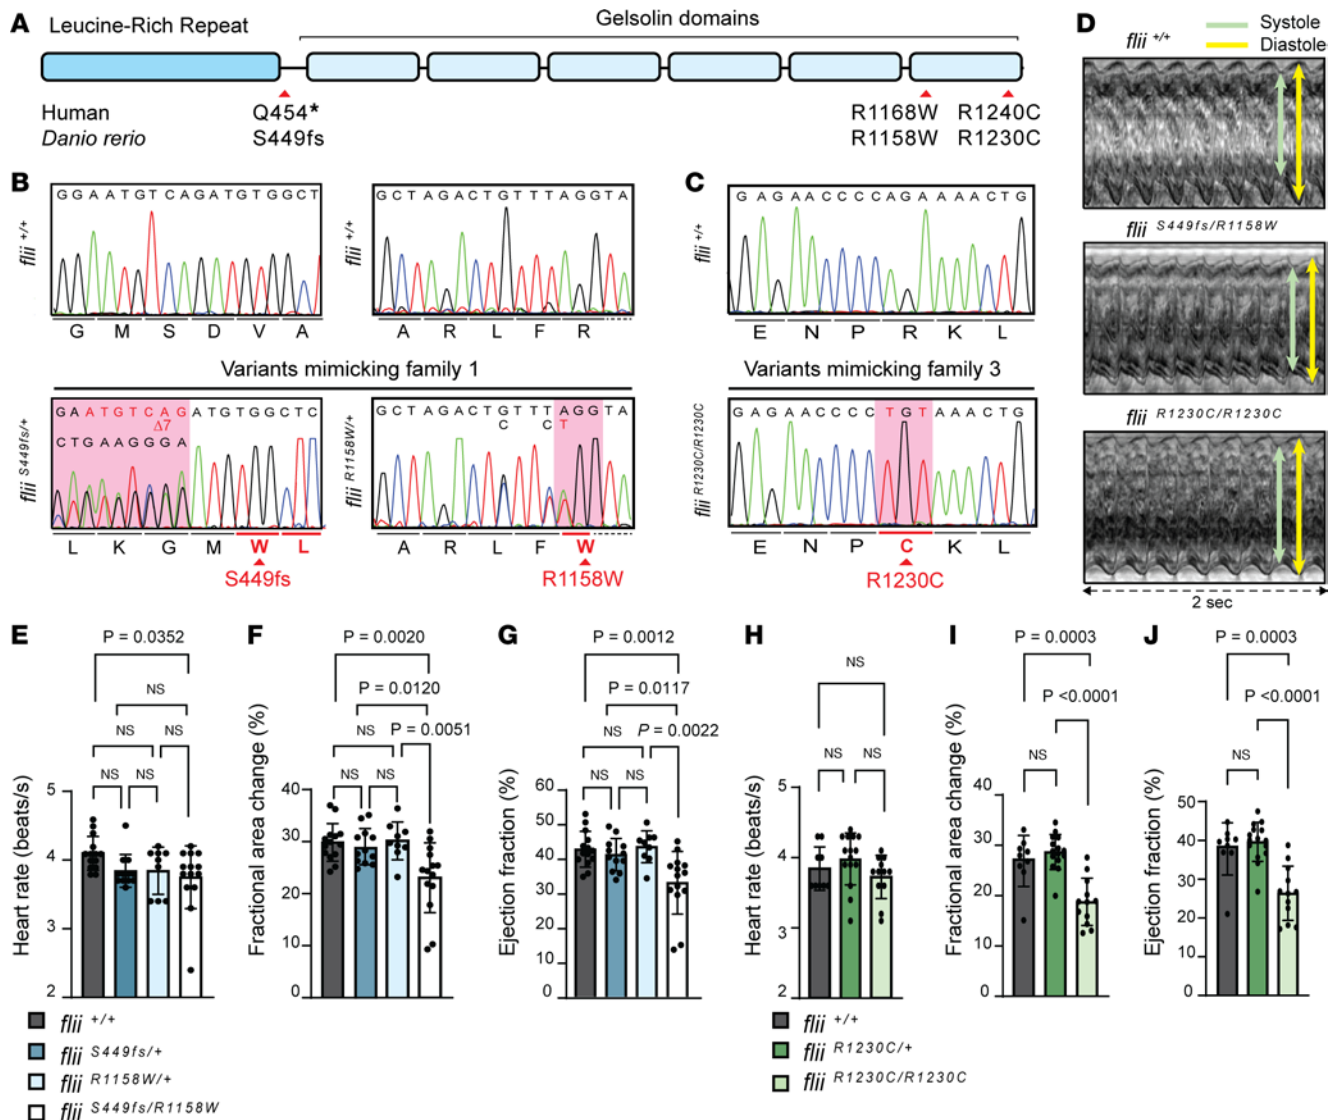 A
Leucine-Rich Repeat
Gelsolin domains
Human Q454* R1168W R1240C
Danio rerio S449fs R1158W R1230C
B
GGAATGTCAGATGTGGCT
flii +/+
G M S D V A
GCTAGACTGTTTAGGTA
flii +/+
A R L F R
Variants mimicking family 1
GAATGTCAGATGTGGCTC
Δ7
CTGAAGGGA
flii S449fs/+
L K G M W L
S449fs
GCTAGACTGTTTAGGTA
C C T
flii R1158W/+
A R L F W
R1158W
C
GAGAACCCCAGAAAACTG
flii +/+
E N P R K L
Variants mimicking family 3
GAGAACCCCTGTAAACTG
flii R1230C/R1230C
E N P C K L
R1230C
D
Systole
Diastole
flii +/+
flii S449fs/R1158W
flii R1230C/R1230C
2 sec
E
P = 0.0352
NS
NS NS
NS NS
Heart rate (beats/s)
5
4
3
2
F
P = 0.0020
P = 0.0120
NS P = 0.0051
NS NS
Fractional area change (%)
40
30
20
10
0
G
P = 0.0012
P = 0.0117
NS P = 0.0022
NS NS
Ejection fraction (%)
60
50
40
30
20
10
0
flii +/+
flii S449fs/+
flii R1158W/+
flii S449fs/R1158W
H
NS
NS NS
Heart rate (beats/s)
5
4
3
2
I
P = 0.0003
P <0.0001
NS
Fractional area change (%)
40
30
20
10
0
J
P = 0.0003
P <0.0001
NS
Ejection fraction (%)
50
40
30
20
10
0
flii +/+
flii R1230C/+
flii R1230C/R1230C